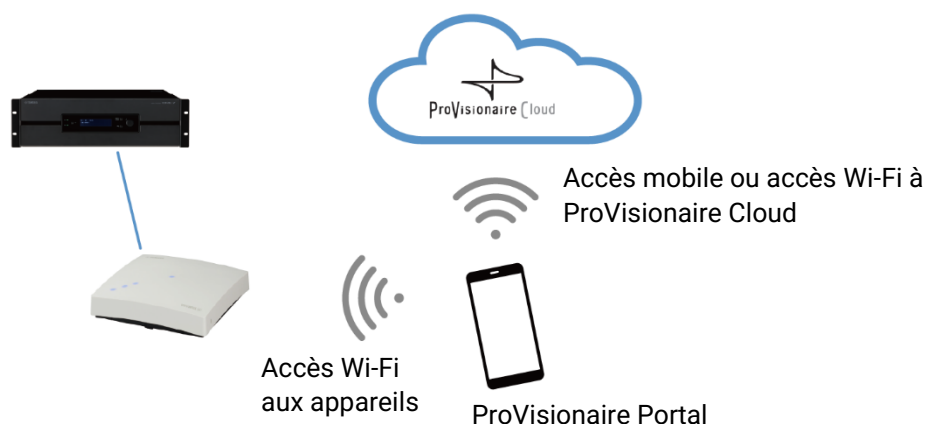 ProVisionaire Cloud
Accès mobile ou accès Wi-Fi à
ProVisionaire Cloud
Accès Wi-Fi
aux appareils
ProVisionaire Portal